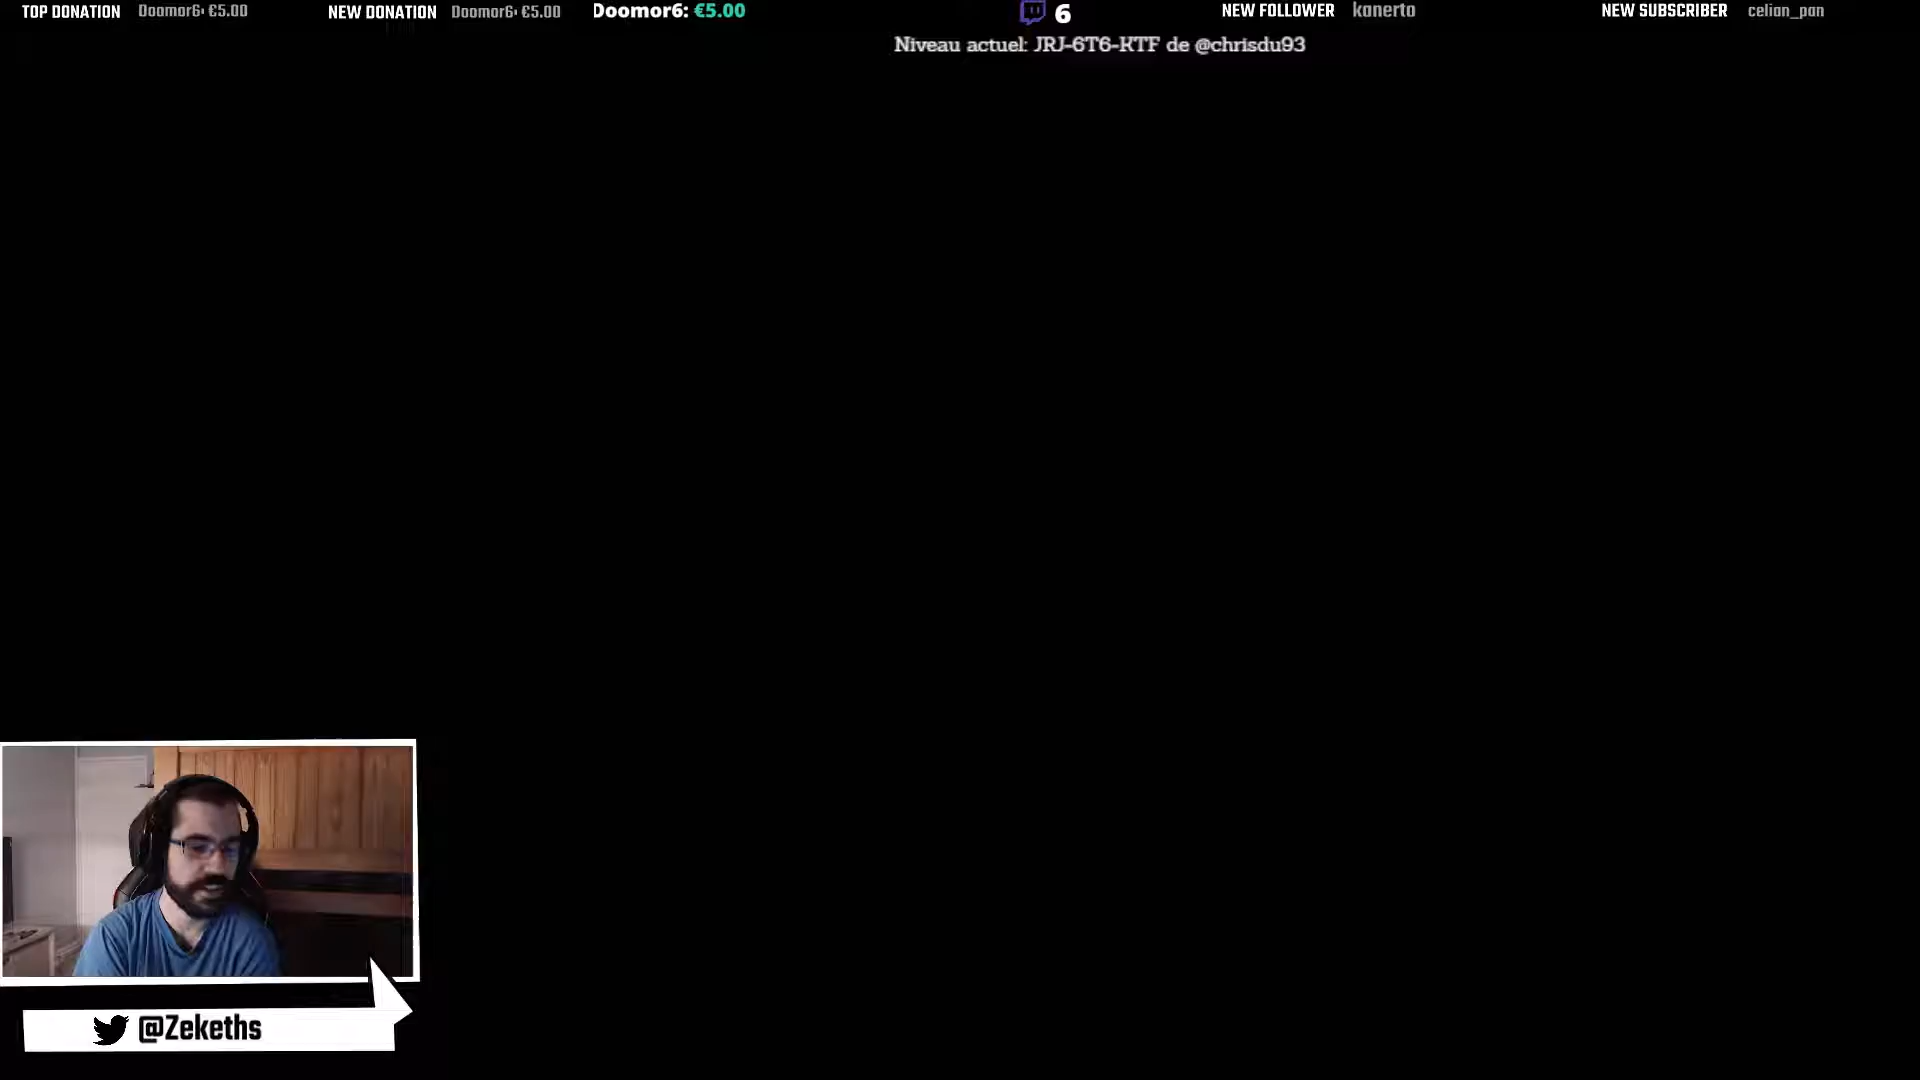 TOP DONATION Doomor6: €5.00 NEW DONATION Doomor6: €5.00 Doomor6: €5.00 6 NEW FOLLOWER kanerto NEW SUBSCRIBER celian_pan
Niveau actuel: JRJ-6T6-KTF de @chrisdu93
@Zekeths